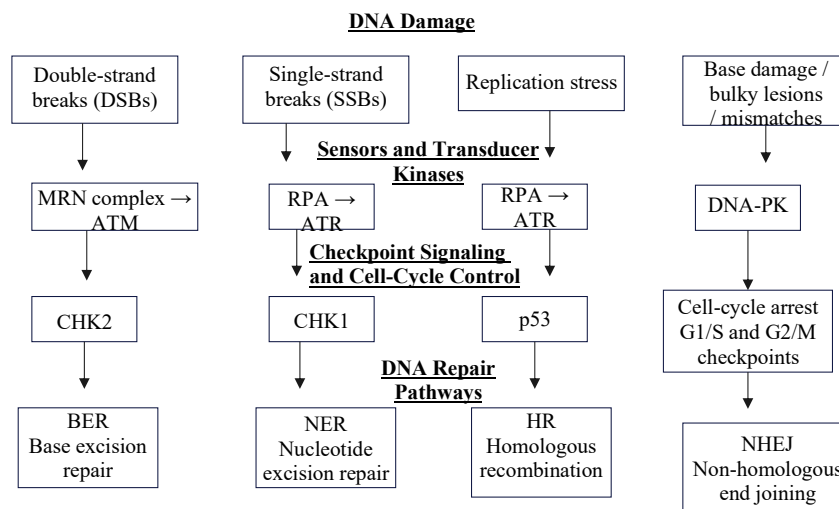 DNA Damage
Double-strand
breaks (DSBs)
Single-strand
breaks (SSBs)
Replication stress
Base damage /
bulky lesions
/ mismatches
Sensors and Transducer
Kinases
MRN complex →
ATM
RPA →
ATR
RPA →
ATR
DNA-PK
Checkpoint Signaling
and Cell-Cycle Control
CHK2
CHK1
p53
Cell-cycle arrest
G1/S and G2/M
checkpoints
DNA Repair
Pathways
BER
Base excision
repair
NER
Nucleotide
excision repair
HR
Homologous
recombination
NHEJ
Non-homologous
end joining